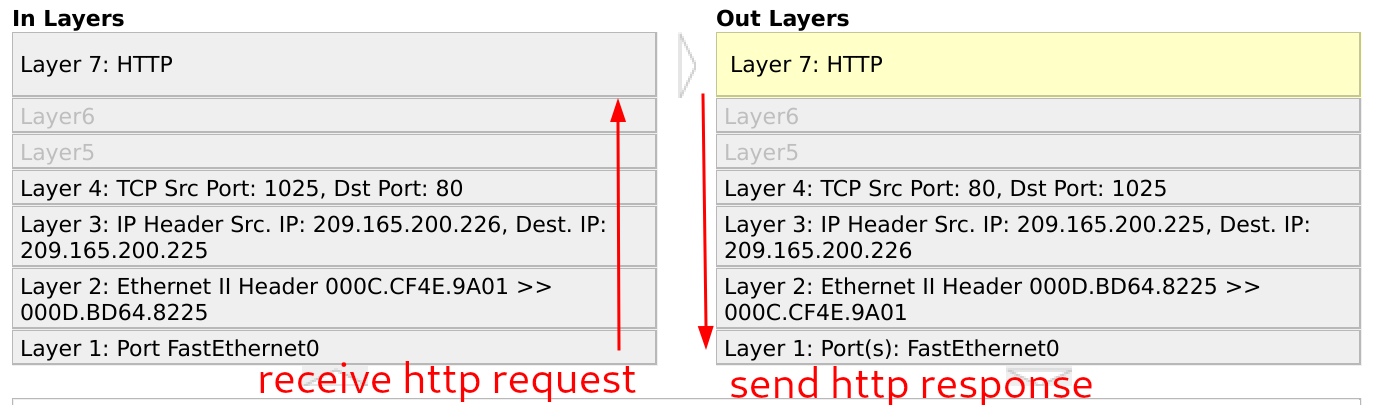 In Layers
Layer 7: HTTP
Layer6
Layer5
Layer 4: TCP Src Port: 1025, Dst Port: 80
Layer 3: IP Header Src. IP: 209.165.200.226, Dest. IP:
209.165.200.225
Layer 2: Ethernet II Header 000C.CF4E.9A01 >>
000D.BD64.8225
Layer 1: Port FastEthernet0
receive http request
Out Layers
Layer 7: HTTP
Layer6
Layer5
Layer 4: TCP Src Port: 80, Dst Port: 1025
Layer 3: IP Header Src. IP: 209.165.200.225, Dest. IP:
209.165.200.226
Layer 2: Ethernet II Header 000D.BD64.8225 >>
000C.CF4E.9A01
Layer 1: Port(s): FastEthernet0
send http response